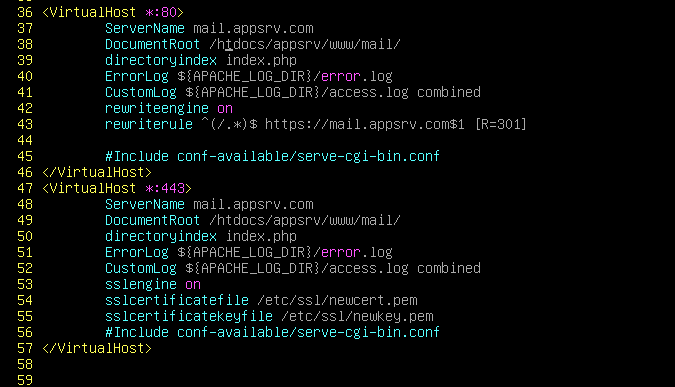 36 <VirtualHost *:80>
37         ServerName mail.appsrv.com
38         DocumentRoot /htdocs/appsrv/www/mail/
39         directoryindex index.php
40         ErrorLog ${APACHE_LOG_DIR}/error.log
41         CustomLog ${APACHE_LOG_DIR}/access.log combined
42         rewriteengine on
43         rewriterule ^(/.*)$ https://mail.appsrv.com$1 [R=301]
44
45         #Include conf-available/serve-cgi-bin.conf
46 </VirtualHost>
47 <VirtualHost *:443>
48         ServerName mail.appsrv.com
49         DocumentRoot /htdocs/appsrv/www/mail/
50         directoryindex index.php
51         ErrorLog ${APACHE_LOG_DIR}/error.log
52         CustomLog ${APACHE_LOG_DIR}/access.log combined
53         sslengine on
54         sslcertificatefile /etc/ssl/newcert.pem
55         sslcertificatekeyfile /etc/ssl/newkey.pem
56         #Include conf-available/serve-cgi-bin.conf
57 </VirtualHost>
58
59